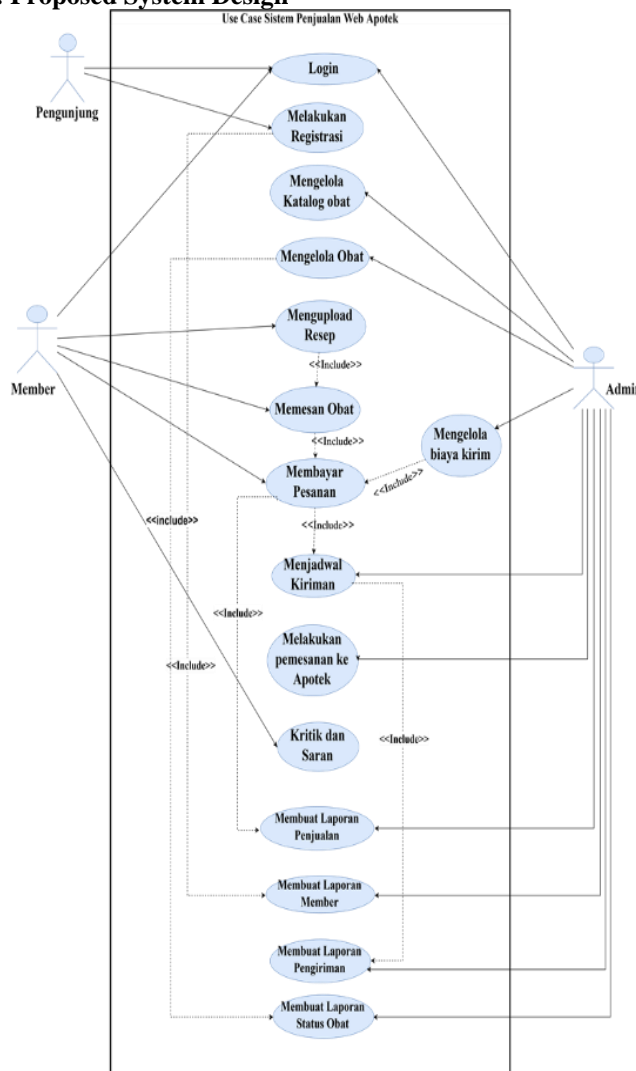 . Proposed System Design
Use Case Sistem Penjualan Web Apotek
Pengunjung
Login
Melakukan
Registrasi
Mengelola
Katalog obat
Mengelola Obat
Mengupload
Resep
<<Include>>
Member
Memesan Obat
Admin
<<Include>>
Mengelola
biaya kirim
Membayar
Pesanan
<<Include>>
<<include>>
<<Include>>
Menjadwal
Kiriman
<<Include>>
Melakukan
pemesanan ke
Apotek
<<Include>>
Kritik dan
Saran
<<Include>>
Membuat Laporan
Penjualan
Membuat Laporan
Member
Membuat Laporan
Pengiriman
Membuat Laporan
Status Obat